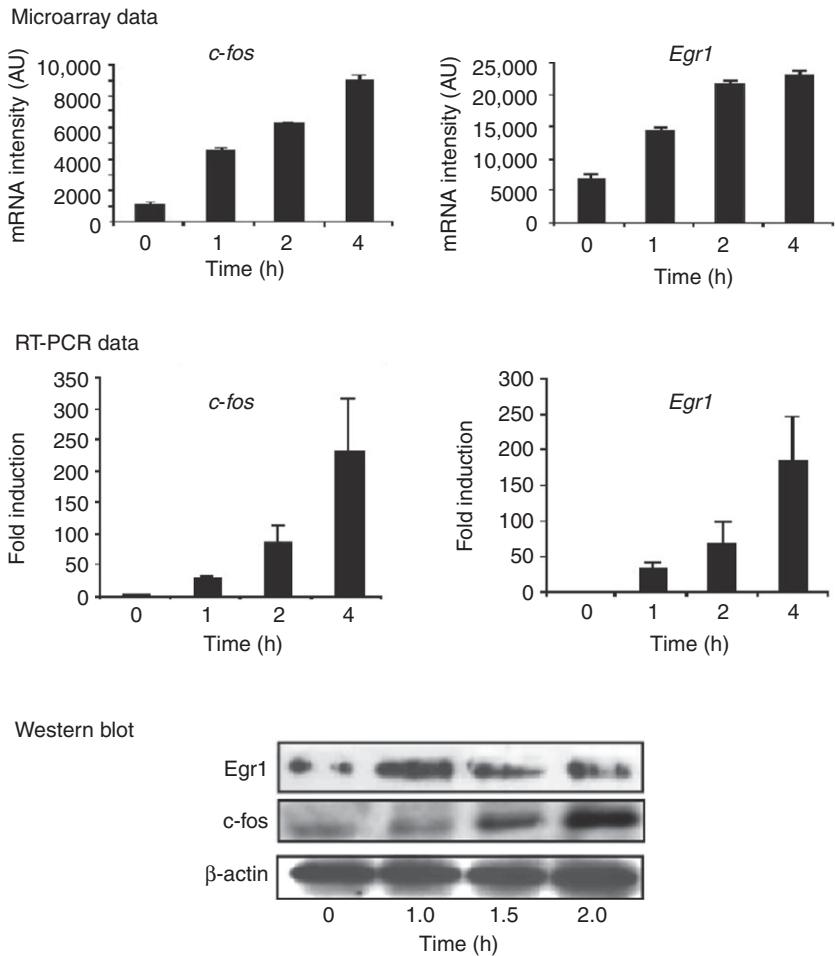 Microarray data
c-fos
mRNA intensity (AU)
10,000
8000
6000
4000
2000
0
0 1 2 4
Time (h)
Egr1
mRNA intensity (AU)
25,000
20,000
15,000
10,000
5000
0
0 1 2 4
Time (h)
RT-PCR data
c-fos
Fold induction
350
300
250
200
150
100
50
0
0 1 2 4
Time (h)
Egr1
Fold induction
300
250
200
150
100
50
0
0 1 2 4
Time (h)
Western blot
Egr1
c-fos
β-actin
0 1.0 1.5 2.0
Time (h)